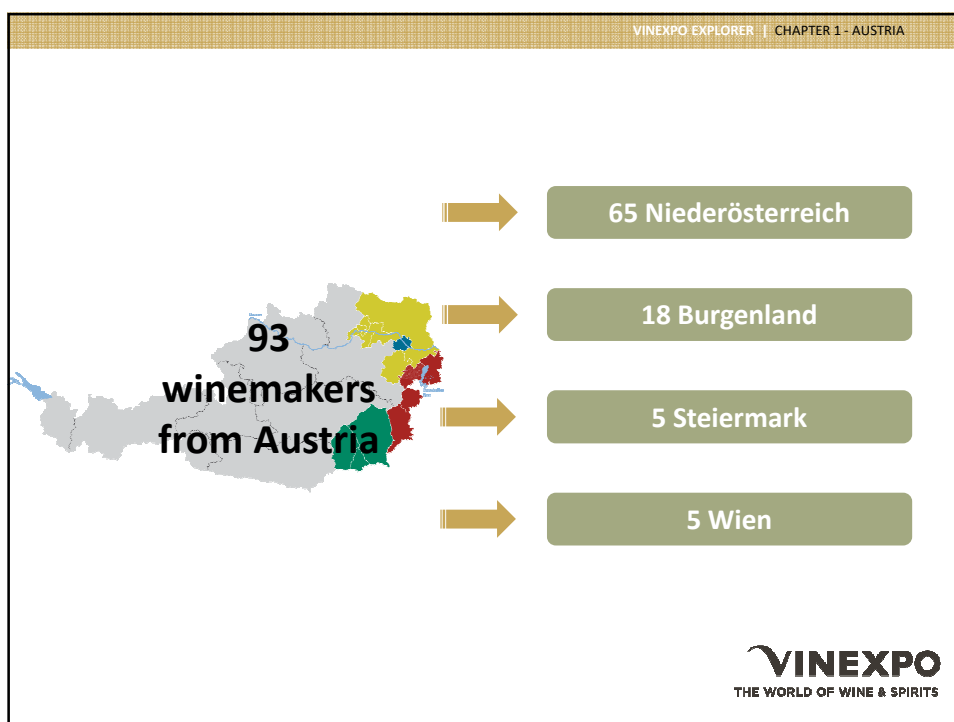 VINEXPO EXPLORER | CHAPTER 1 - AUSTRIA
93
winemakers
from Austria
65 Niederösterreich
18 Burgenland
5 Steiermark
5 Wien
VINEXPO
THE WORLD OF WINE & SPIRITS